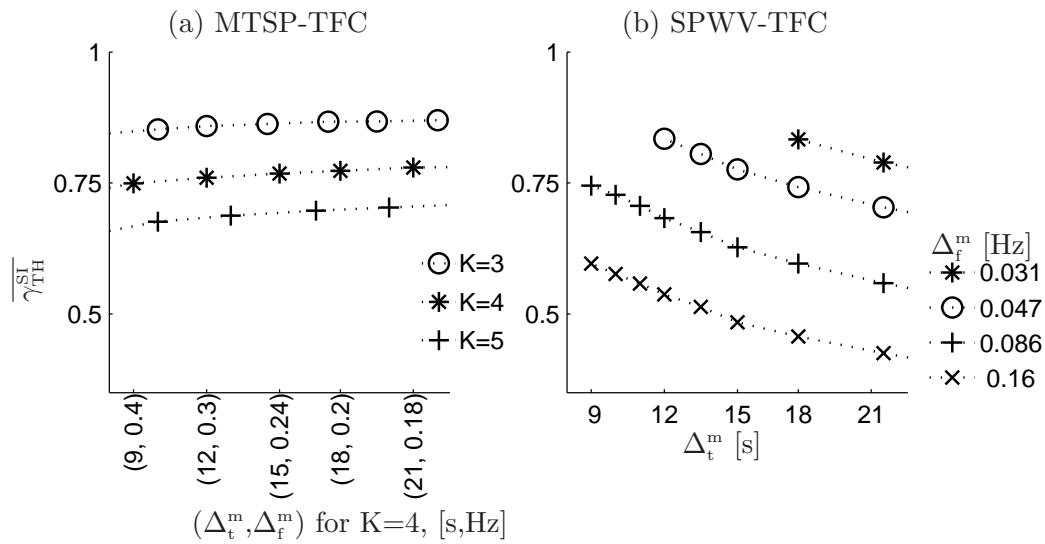 (a) MTSP-TFC
(b) SPWV-TFC
1
0.75
0.5
γ_TH^SI
K=3
K=4
K=5
(9, 0.4)
(12, 0.3)
(15, 0.24)
(18, 0.2)
(21, 0.18)
(Δ_t^m,Δ_f^m) for K=4, [s,Hz]
1
0.75
0.5
9
12
15
18
21
Δ_t^m [s]
Δ_f^m [Hz]
0.031
0.047
0.086
0.16